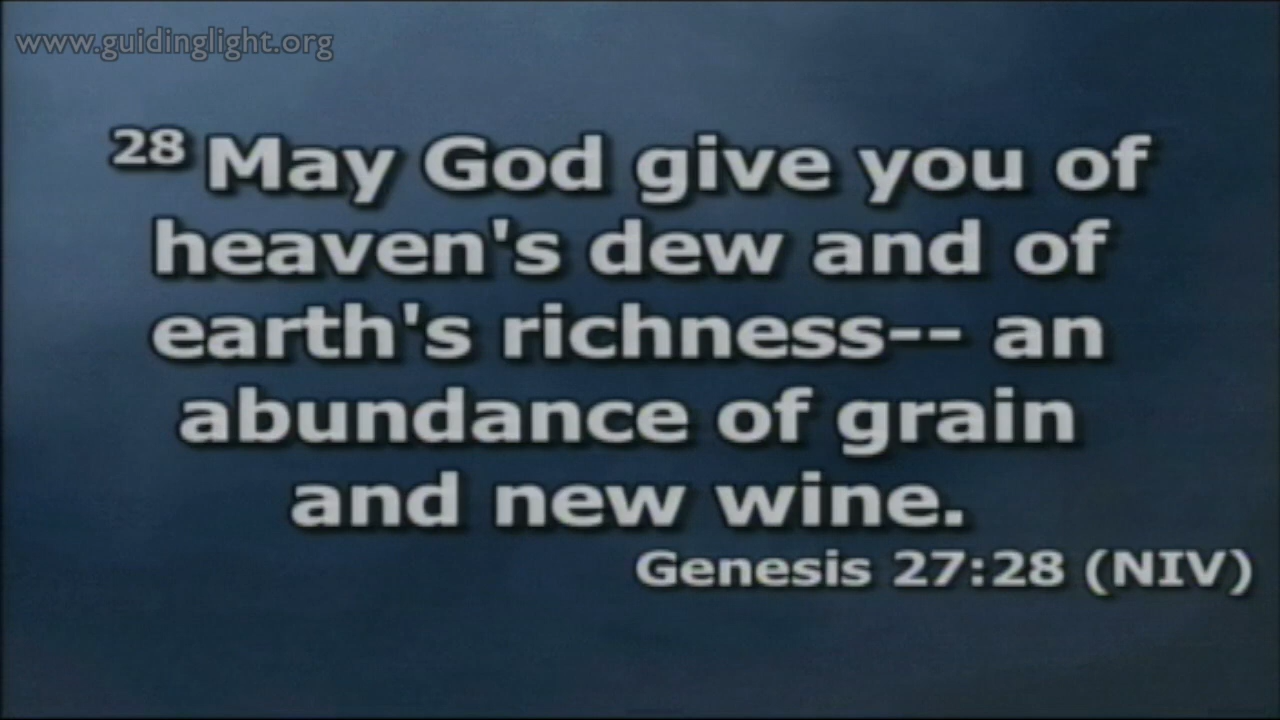 www.guidinglight.org
28 May God give you of
heaven's dew and of
earth's richness-- an
abundance of grain
and new wine.
Genesis 27:28 (NIV)